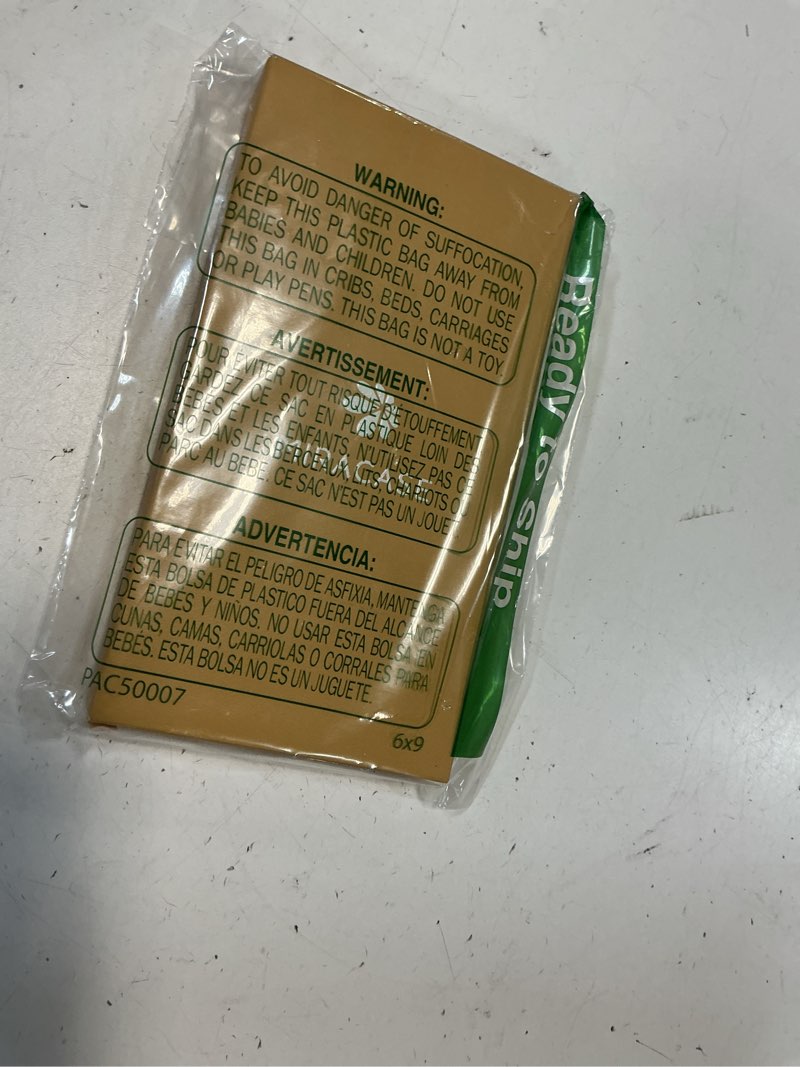 WARNING:
TO AVOID DANGER OF SUFFOCATION,
KEEP THIS PLASTIC BAG AWAY FROM
BABIES AND CHILDREN. DO NOT USE
THIS BAG IN CRIBS, BEDS, CARRIAGES
OR PLAY PENS. THIS BAG IS NOT A TOY.
AVERTISSEMENT:
POUR ÉVITER TOUT RISQUE D'ÉTOUFFEMENT
GARDEZ CE SAC EN PLASTIQUE LOIN DES
BÉBÉS ET LES ENFANTS. N'UTILISEZ PAS CE
SAC DANS LES BERCEAUX, LITS, CHARIOTS OU
PARC AU BÉBÉ. CE SAC N'EST PAS UN JOUET.
ADVERTENCIA:
PARA EVITAR EL PELIGRO DE ASFIXIA, MANTENGA
ESTA BOLSA DE PLASTICO FUERA DEL ALCANCE
DE BEBÉS Y NIÑOS. NO USAR ESTA BOLSA EN
CUNAS, CAMAS, CARRIOLAS O CORRALES PARA
BEBÉS. ESTA BOLSA NO ES UN JUGUETE.
PAC50007
6x9
Ready to Ship